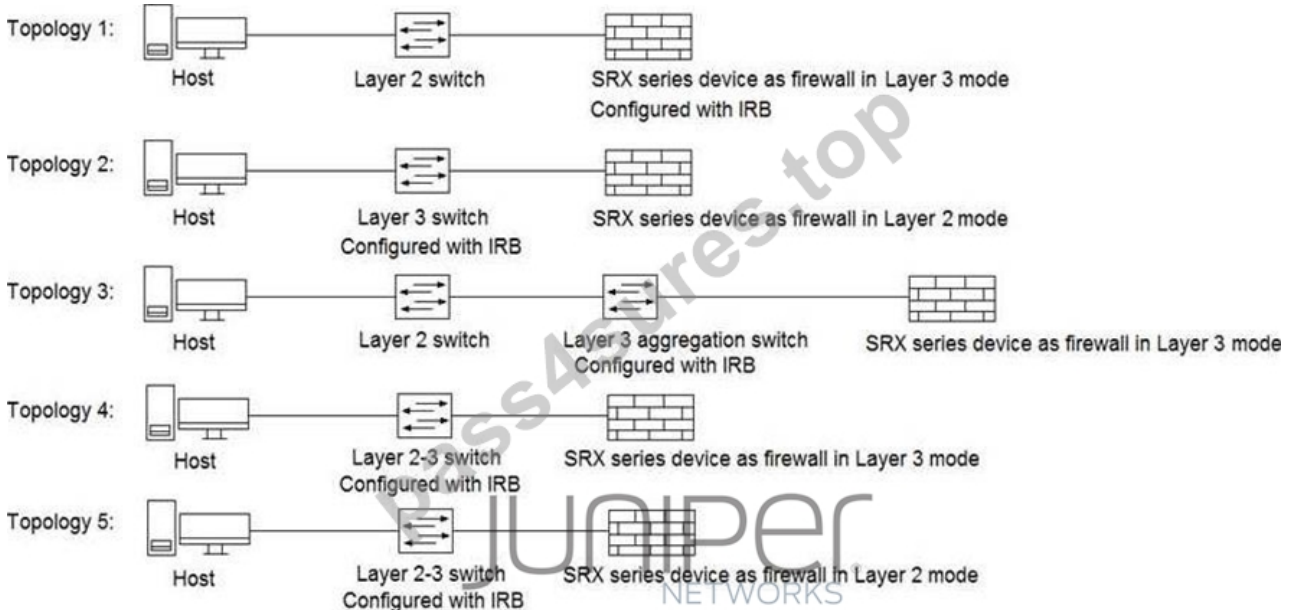 Topology 1:
Host
Layer 2 switch
SRX series device as firewall in Layer 3 mode
Configured with IRB
Topology 2:
Host
Layer 3 switch
Configured with IRB
SRX series device as firewall in Layer 2 mode
Topology 3:
Host
Layer 2 switch
Layer 3 aggregation switch
Configured with IRB
SRX series device as firewall in Layer 3 mode
Topology 4:
Host
Layer 2-3 switch
Configured with IRB
SRX series device as firewall in Layer 3 mode
Topology 5:
Host
Layer 2-3 switch
Configured with IRB
SRX series device as firewall in Layer 2 mode
pass4sures.top
JUNIPEr
NETWORKS